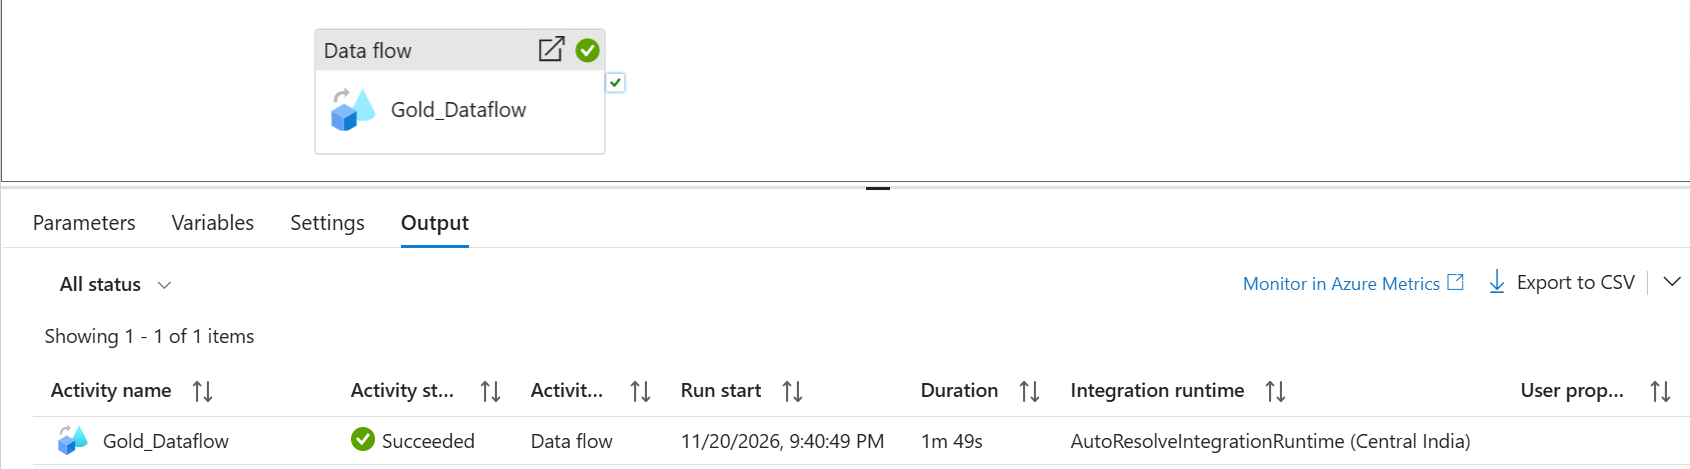 Data flow
Gold_Dataflow
Parameters Variables Settings Output
All status
Monitor in Azure Metrics Export to CSV
Showing 1 - 1 of 1 items
Activity name Activity st... Activit... Run start Duration Integration runtime User prop...
Gold_Dataflow Succeeded Data flow 11/20/2026, 9:40:49 PM 1m 49s AutoResolveIntegrationRuntime (Central India)